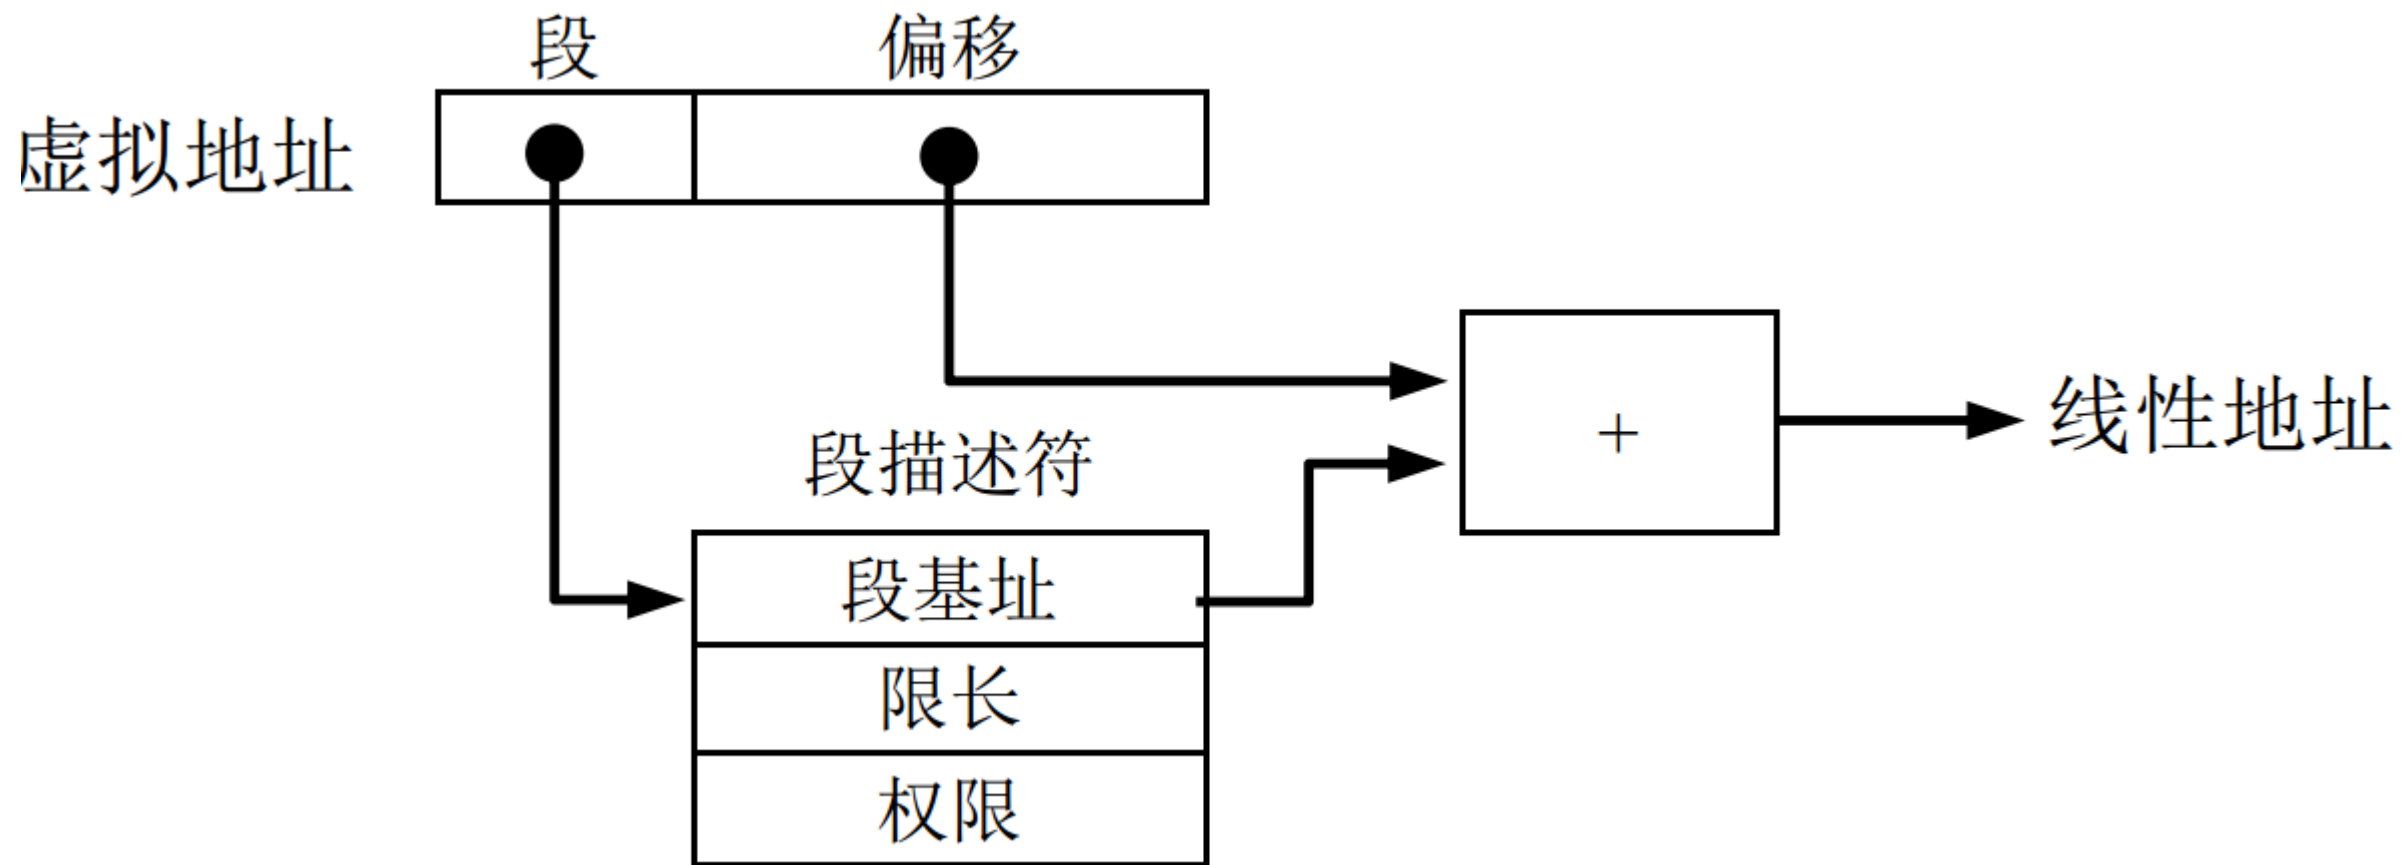 段 偏移
虚拟地址
+
线性地址
段描述符
段基址
限长
权限